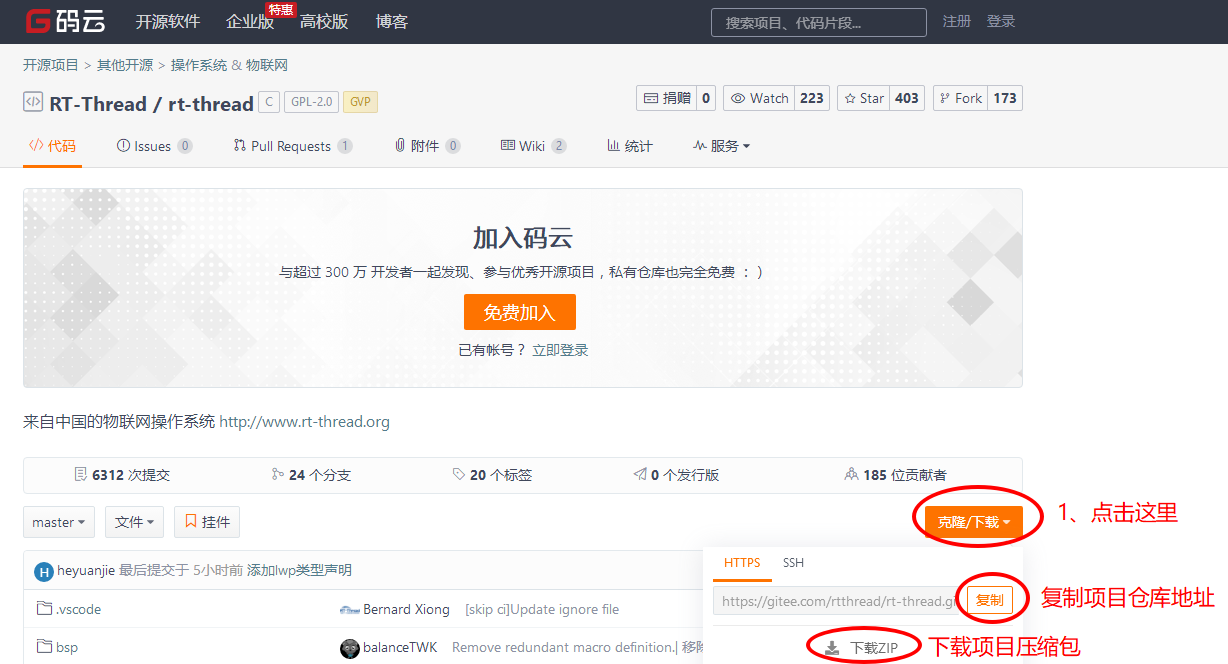 码云 开源软件 企业版 特惠 高校版 博客 搜索项目、代码片段... 注册 登录
开源项目 > 其他开源 > 操作系统 & 物联网
RT-Thread / rt-thread C GPL-2.0 GVP 捐赠 0 Watch 223 Star 403 Fork 173
代码 Issues 0 Pull Requests 1 附件 0 Wiki 2 统计 服务
加入码云
与超过 300 万 开发者一起发现、参与优秀开源项目，私有仓库也完全免费 ：）
免费加入
已有帐号？ 立即登录
来自中国的物联网操作系统 http://www.rt-thread.org
6312 次提交 24 个分支 20 个标签 0 个发行版 185 位贡献者
master 文件 挂件 克隆/下载 1、点击这里
HTTPS SSH
H heyuanjie 最后提交于 5小时前 添加lwp类型声明
https://gitee.com/rtthread/rt-thread.gi 复制 复制项目仓库地址
.vscode Bernard Xiong [skip ci]Update ignore file
bsp balanceTWK Remove redundant macro definition.| 移除 下载ZIP 下载项目压缩包